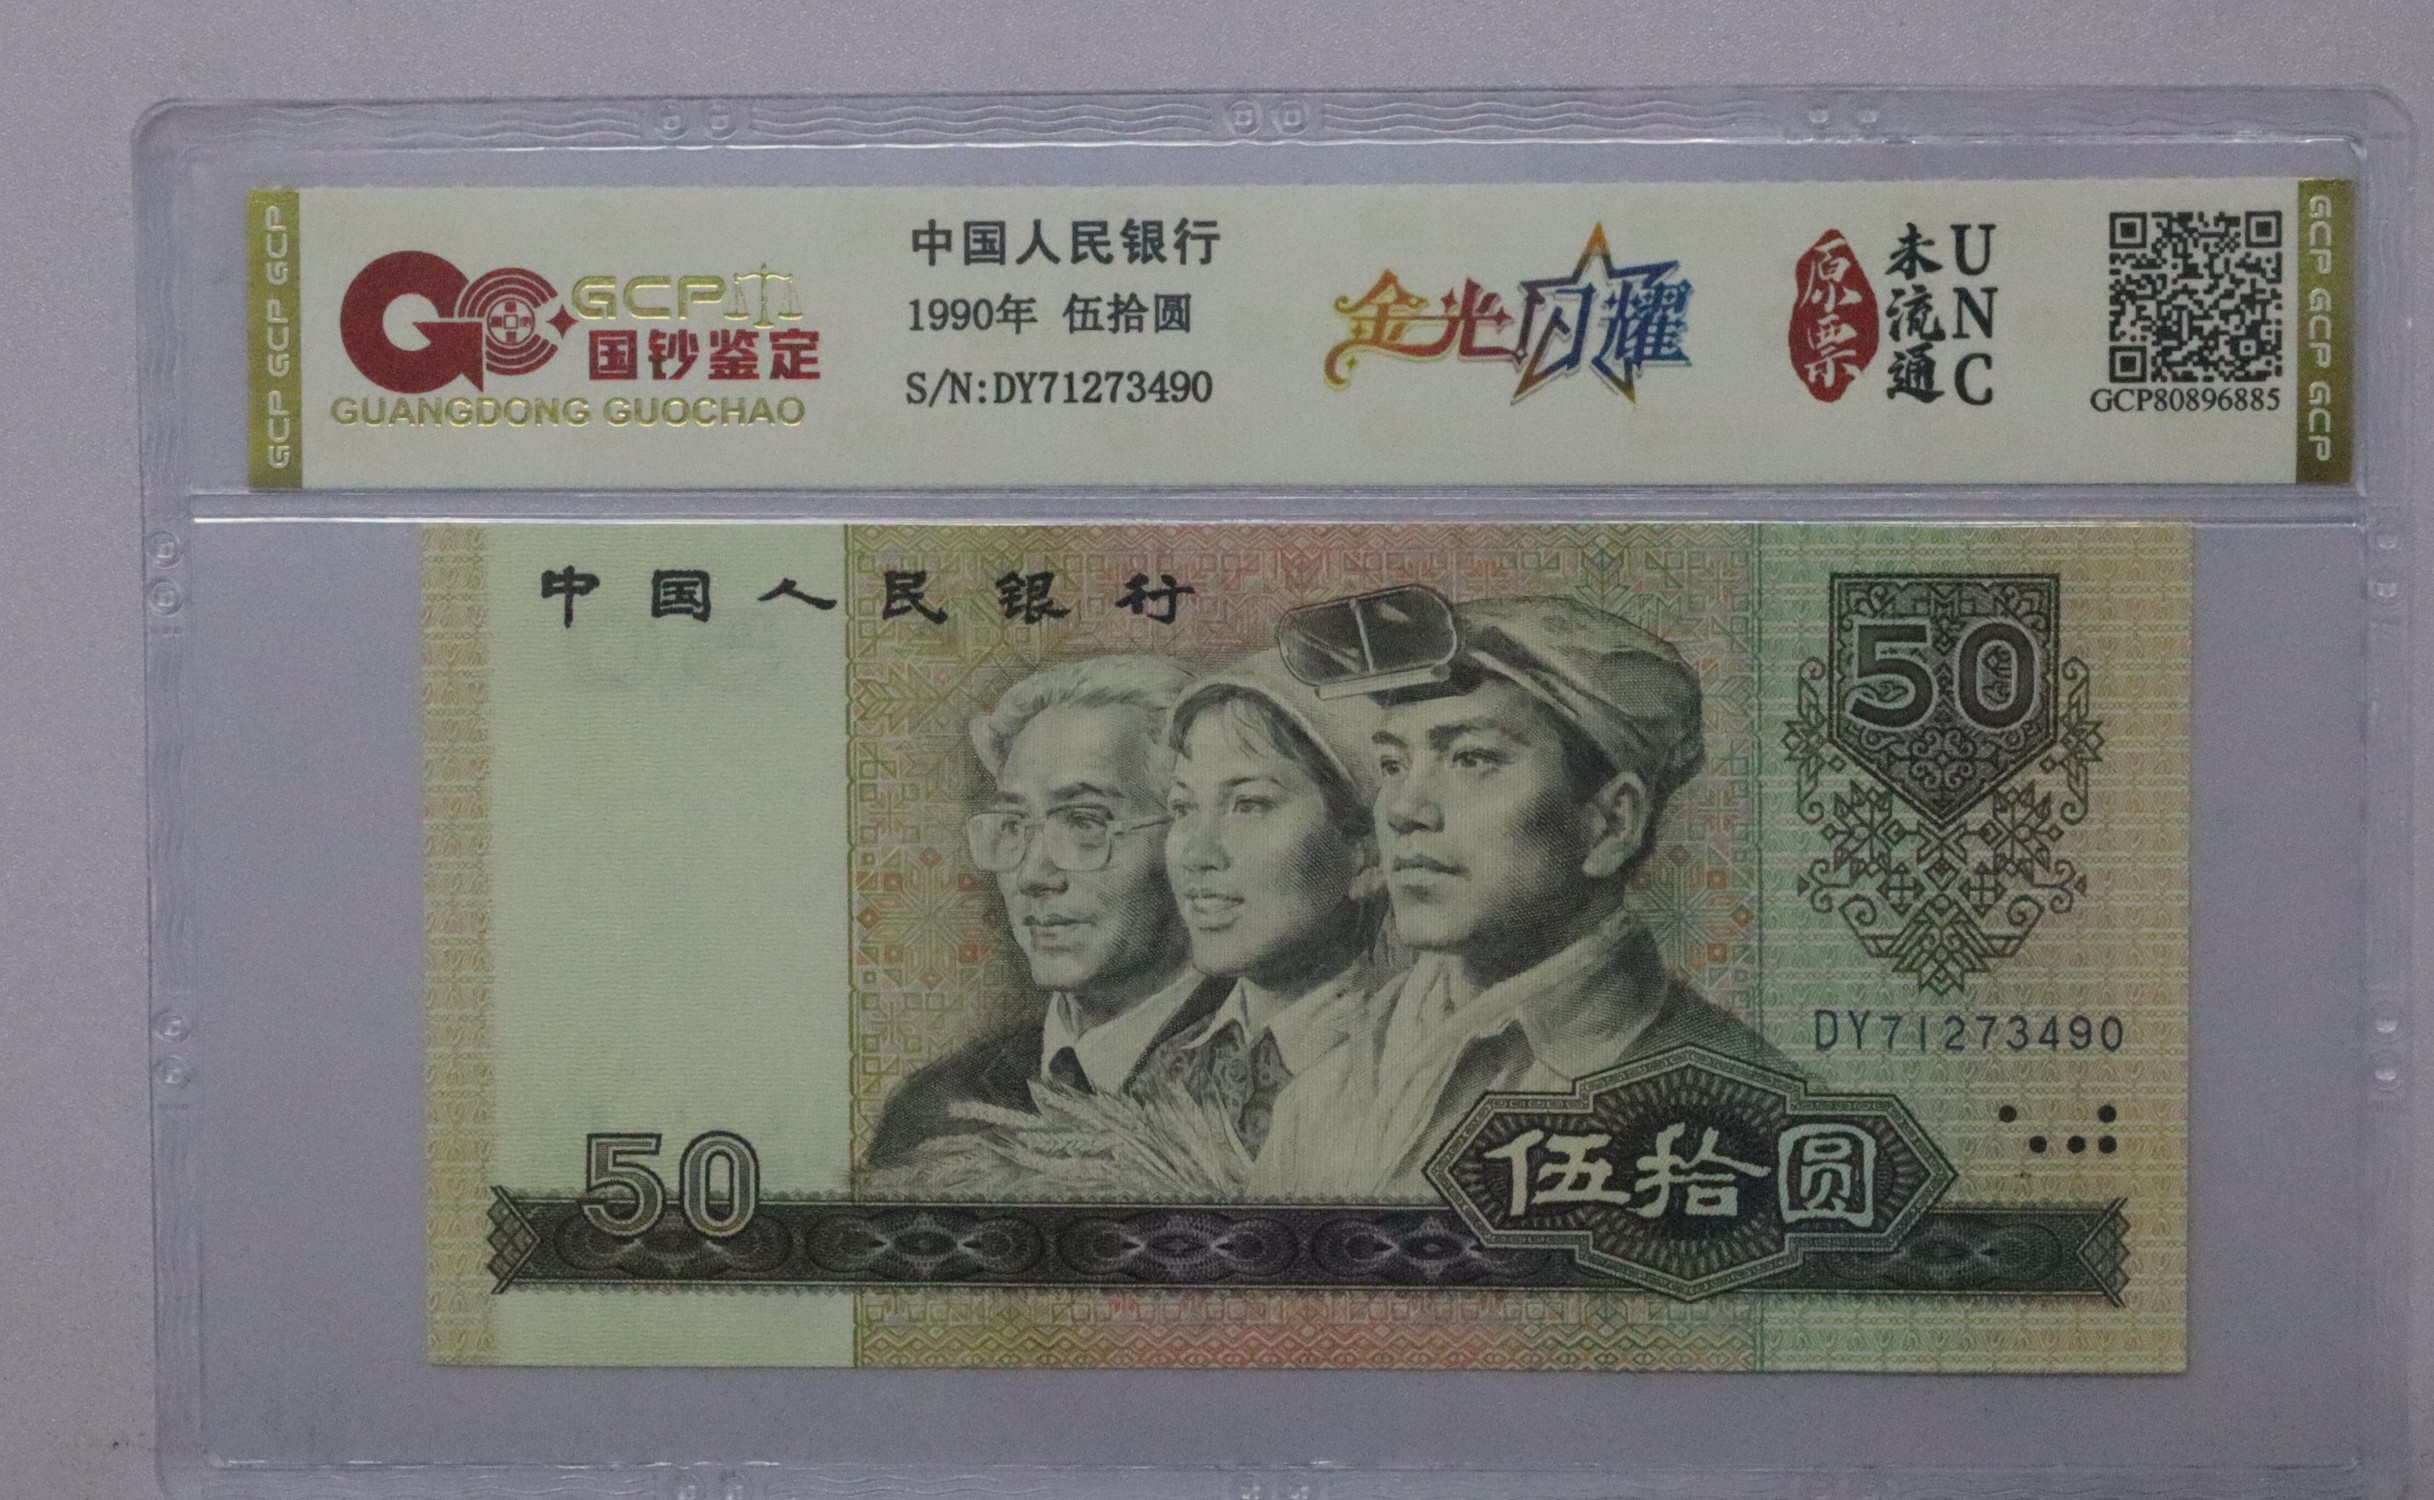 GCP GCP GCP
GCP
国钞鉴定
GUANGDONG GUOCHAO
中国人民银行
1990年 伍拾圆
S/N:DY71273490
金光闪耀
原票
未流通
UNC
GCP80896885
GCP GCP GCP
中国人民银行
50
DY71273490
50
伍拾圆